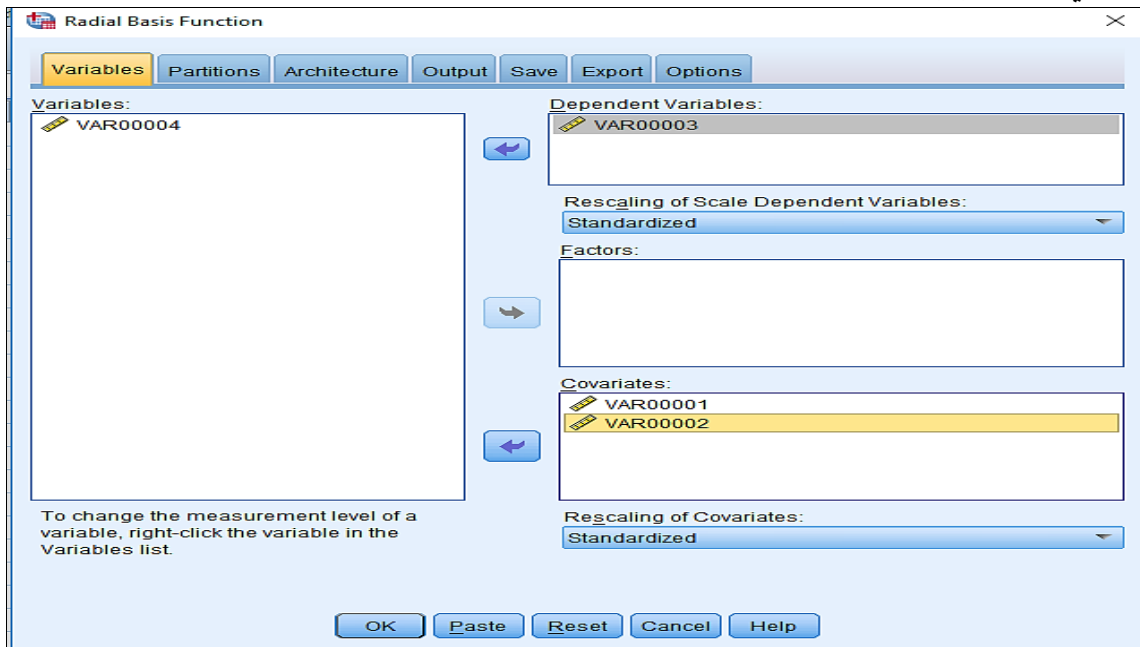 Radial Basis Function
Variables Partitions Architecture Output Save Export Options
Variables:
VAR00004
Dependent Variables:
VAR00003
Rescaling of Scale Dependent Variables:
Standardized
Factors:
Covariates:
VAR00001
VAR00002
To change the measurement level of a
variable, right-click the variable in the
Variables list.
Rescaling of Covariates:
Standardized
OK Paste Reset Cancel Help